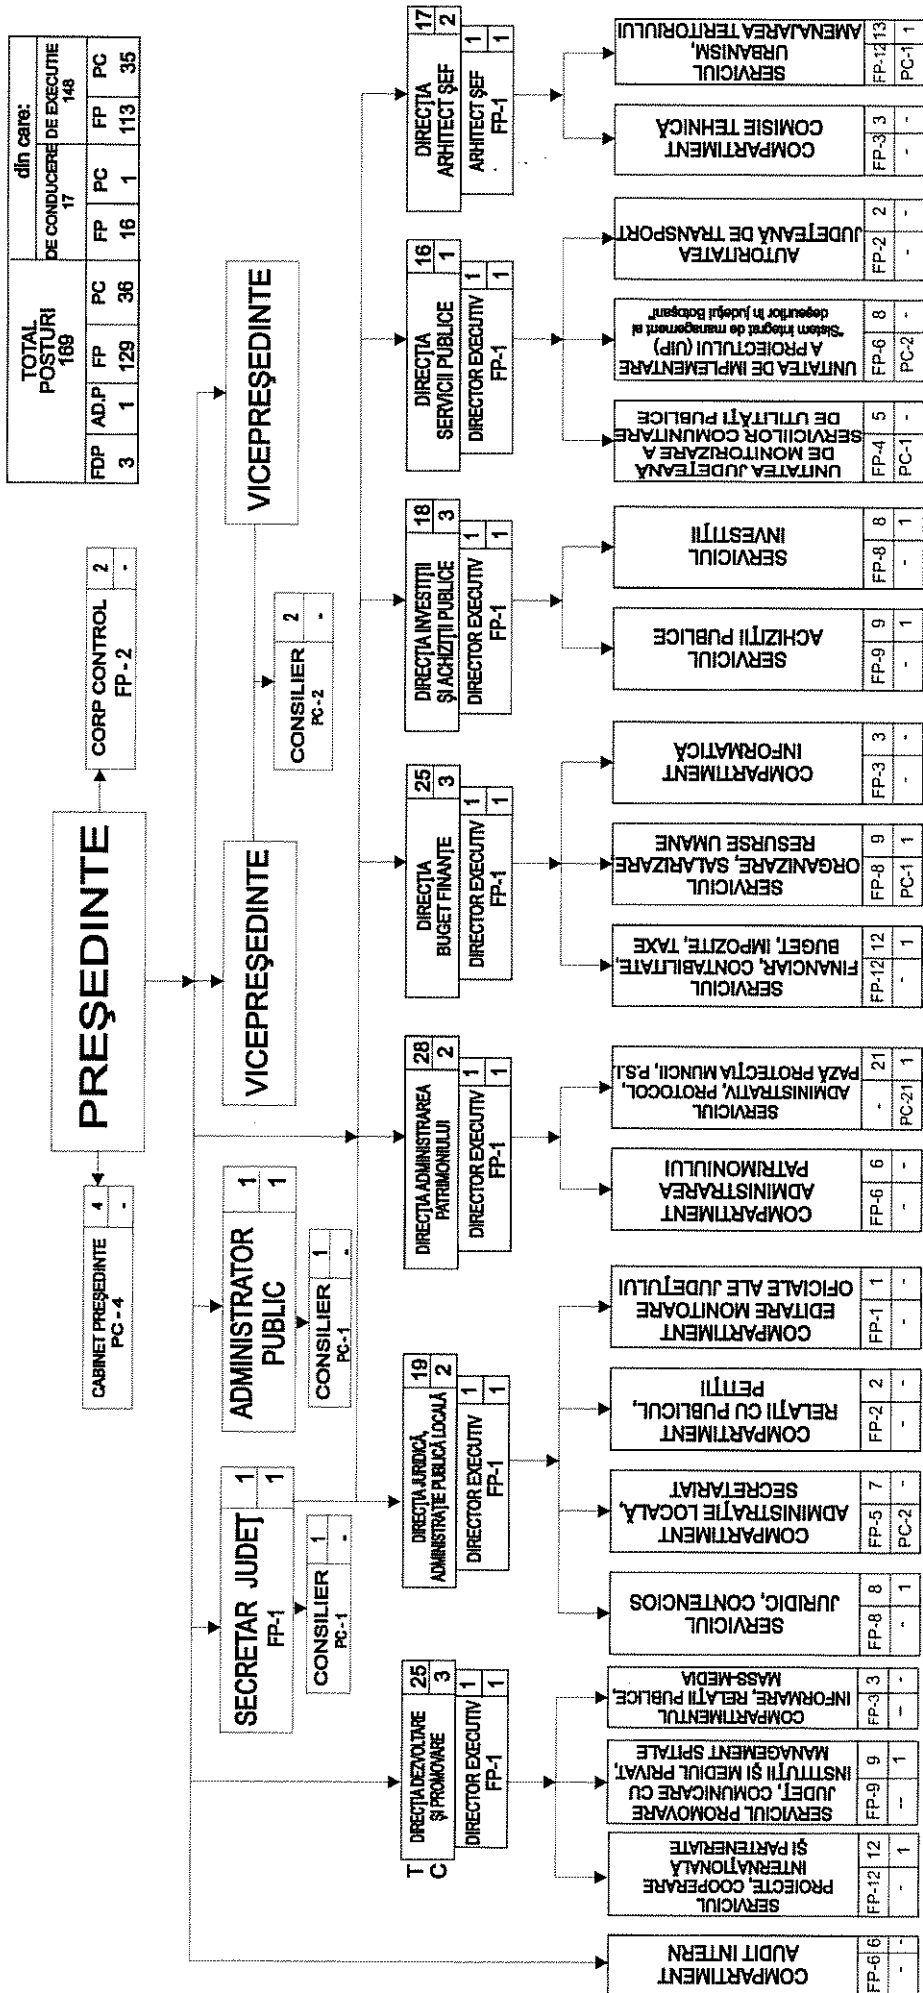 TOTAL
POSTURI
169
din care:
DE CONDUCERE
17
DE EXECUTIE
148
FDP AD.P FP PC FP PC FP PC
3 1 129 36 16 1 113 35
PREȘEDINTE
CABINET PREȘEDINTE
PC - 4
4
-
CORP CONTROL
FP - 2
2
-
SECRETAR JUDEȚ
FP-1
1
1
CONSILIER
PC-1
1
-
ADMINISTRATOR
PUBLIC
1
1
CONSILIER
PC-1
1
-
VICEPREȘEDINTE
VICEPREȘEDINTE
CONSILIER
PC-2
2
-
T
C
DIRECȚIA DEZVOLTARE
ȘI PROMOVARE
25
3
DIRECTOR EXECUTIV
FP-1
1
1
DIRECȚIA JURIDICĂ,
ADMINISTRAȚIE PUBLICĂ LOCALĂ
19
2
DIRECTOR EXECUTIV
FP-1
1
1
DIRECȚIA ADMINISTRAREA
PATRIMONIULUI
28
2
DIRECTOR EXECUTIV
FP-1
1
1
DIRECȚIA
BUGET FINANȚE
25
3
DIRECTOR EXECUTIV
FP-1
1
1
DIRECȚIA INVESTIȚII
ȘI ACHIZIȚII PUBLICE
18
3
DIRECTOR EXECUTIV
FP-1
1
1
DIRECȚIA
SERVICII PUBLICE
16
1
DIRECTOR EXECUTIV
FP-1
1
1
DIRECȚIA
ARHITECT ȘEF
17
2
ARHITECT ȘEF
FP-1
1
1
COMPARTIMENT
AUDIT INTERN
FP-6 6
- -
SERVICIUL
PROIECTE, COOPERARE
INTERNAȚIONALĂ
ȘI PARTENERIATE
FP-12 12
- 1
SERVICIUL PROMOVARE
JUDEȚ, COMUNICARE CU
INSTITUȚII ȘI MEDIUL PRIVAT,
MANAGEMENT SPITALE
FP-9 9
-- 1
COMPARTIMENTUL
INFORMARE, RELAȚII PUBLICE,
MASS-MEDIA
FP-3 3
-- -
SERVICIUL
JURIDIC, CONTENCIOS
FP-8 8
- 1
COMPARTIMENT
ADMINISTRAȚIE LOCALĂ,
SECRETARIAT
FP-5 7
PC-2 -
COMPARTIMENT
RELAȚII CU PUBLICUL,
PETIȚII
FP-2 2
- -
COMPARTIMENT
EDITARE MONITOARE
OFICIALE ALE JUDEȚULUI
FP-1 1
- -
COMPARTIMENT
ADMINISTRAREA
PATRIMONIULUI
FP-6 6
- -
SERVICIUL
ADMINISTRATIV, PROTOCOL,
PAZĂ PROTECȚIA MUNCII, P.S.I.
- 21
PC-21 1
SERVICIUL
FINANCIAR, CONTABILITATE,
BUGET, IMPOZITE, TAXE
FP-12 12
- 1
SERVICIUL
ORGANIZARE, SALARIZARE
RESURSE UMANE
FP-8 9
PC-1 1
COMPARTIMENT
INFORMATICĂ
FP-3 3
- -
SERVICIUL
ACHIZIȚII PUBLICE
FP-9 9
- 1
SERVICIUL
INVESTIȚII
FP-8 8
- 1
UNITATEA JUDEȚEANĂ
DE MONITORIZARE A
SERVICIILOR COMUNITARE
DE UTILITĂȚI PUBLICE
FP-4 5
PC-1 -
UNITATEA DE IMPLEMENTARE
A PROIECTULUI (UIP)
"Sistem integrat de management al
deșeurilor în județul Botoșani"
FP-6 8
PC-2 -
AUTORITATEA
JUDEȚEANĂ DE TRANSPORT
FP-2 2
- -
COMPARTIMENT
COMISIE TEHNICĂ
FP-3 3
- -
SERVICIUL
URBANISM,
AMENAJAREA TERITORIULUI
FP-12 13
PC-1 1